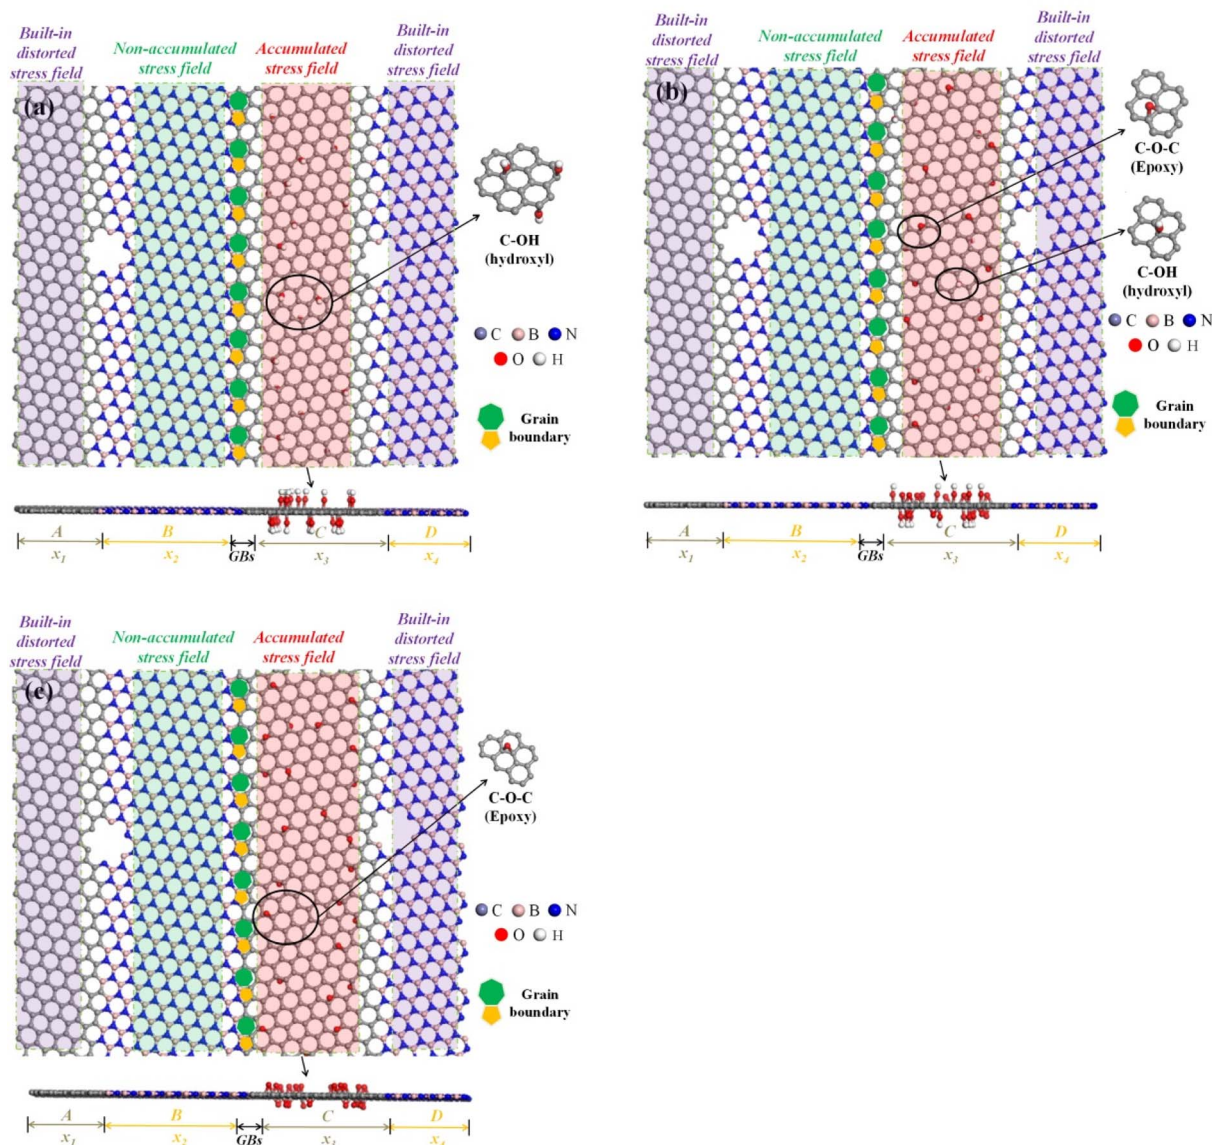 Built-in
distorted
stress field
Non-accumulated
stress field
Accumulated
stress field
Built-in
distorted
stress field
(a)
C-OH
(hydroxyl)
C B N
O H
Grain
boundary
A B C D
x1 x2 GBs x3 x4
Built-in
distorted
stress field
Non-accumulated
stress field
Accumulated
stress field
Built-in
distorted
stress field
(b)
C-O-C
(Epoxy)
C-OH
(hydroxyl)
C B N
O H
Grain
boundary
A B C D
x1 x2 GBs x3 x4
Built-in
distorted
stress field
Non-accumulated
stress field
Accumulated
stress field
Built-in
distorted
stress field
(c)
C-O-C
(Epoxy)
C B N
O H
Grain
boundary
A B C D
x1 x2 GBs x3 x4